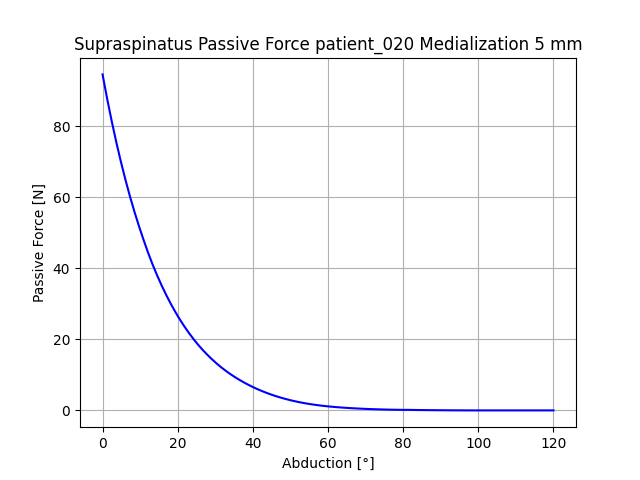 Supraspinatus Passive Force patient_020 Medialization 5 mm
Passive Force [N]
80
60
40
20
0
0 20 40 60 80 100 120
Abduction [°]